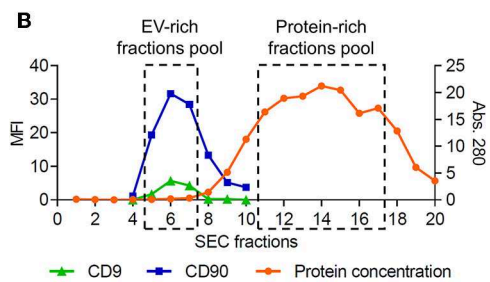 B
EV-rich
fractions pool
Protein-rich
fractions pool
40
30
20
10
0
MFI
25
20
15
10
5
0
Abs. 280
0 2 4 6 8 10 12 14 16 18 20
SEC fractions
CD9 CD90 Protein concentration